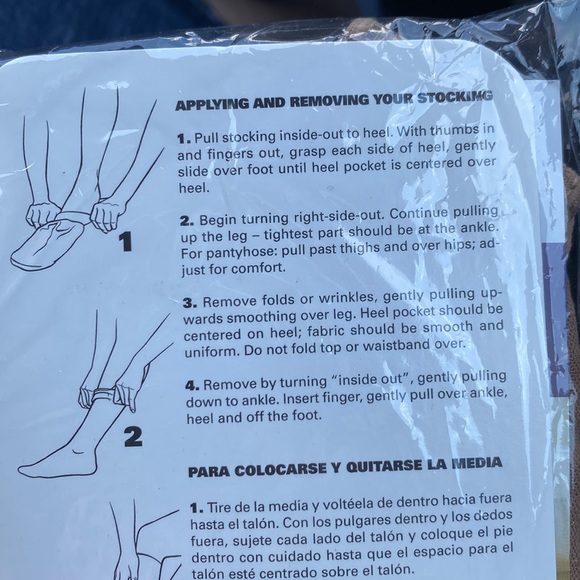 APPLYING AND REMOVING YOUR STOCKING
1. Pull stocking inside-out to heel. With thumbs in
and fingers out, grasp each side of heel, gently
slide over foot until heel pocket is centered over
heel.
1
2. Begin turning right-side-out. Continue pulling
up the leg – tightest part should be at the ankle.
For pantyhose: pull past thighs and over hips; ad-
just for comfort.
3. Remove folds or wrinkles, gently pulling up-
wards smoothing over leg. Heel pocket should be
centered on heel; fabric should be smooth and
uniform. Do not fold top or waistband over.
4. Remove by turning “inside out”, gently pulling
down to ankle. Insert finger, gently pull over ankle,
heel and off the foot.
2
PARA COLOCARSE Y QUITARSE LA MEDIA
1. Tire de la media y voltéela de dentro hacia fuera
hasta el talón. Con los pulgares dentro y los dedos
fuera, sujete cada lado del talón y coloque el pie
dentro con cuidado hasta que el espacio para el
talón esté centrado sobre el talón.